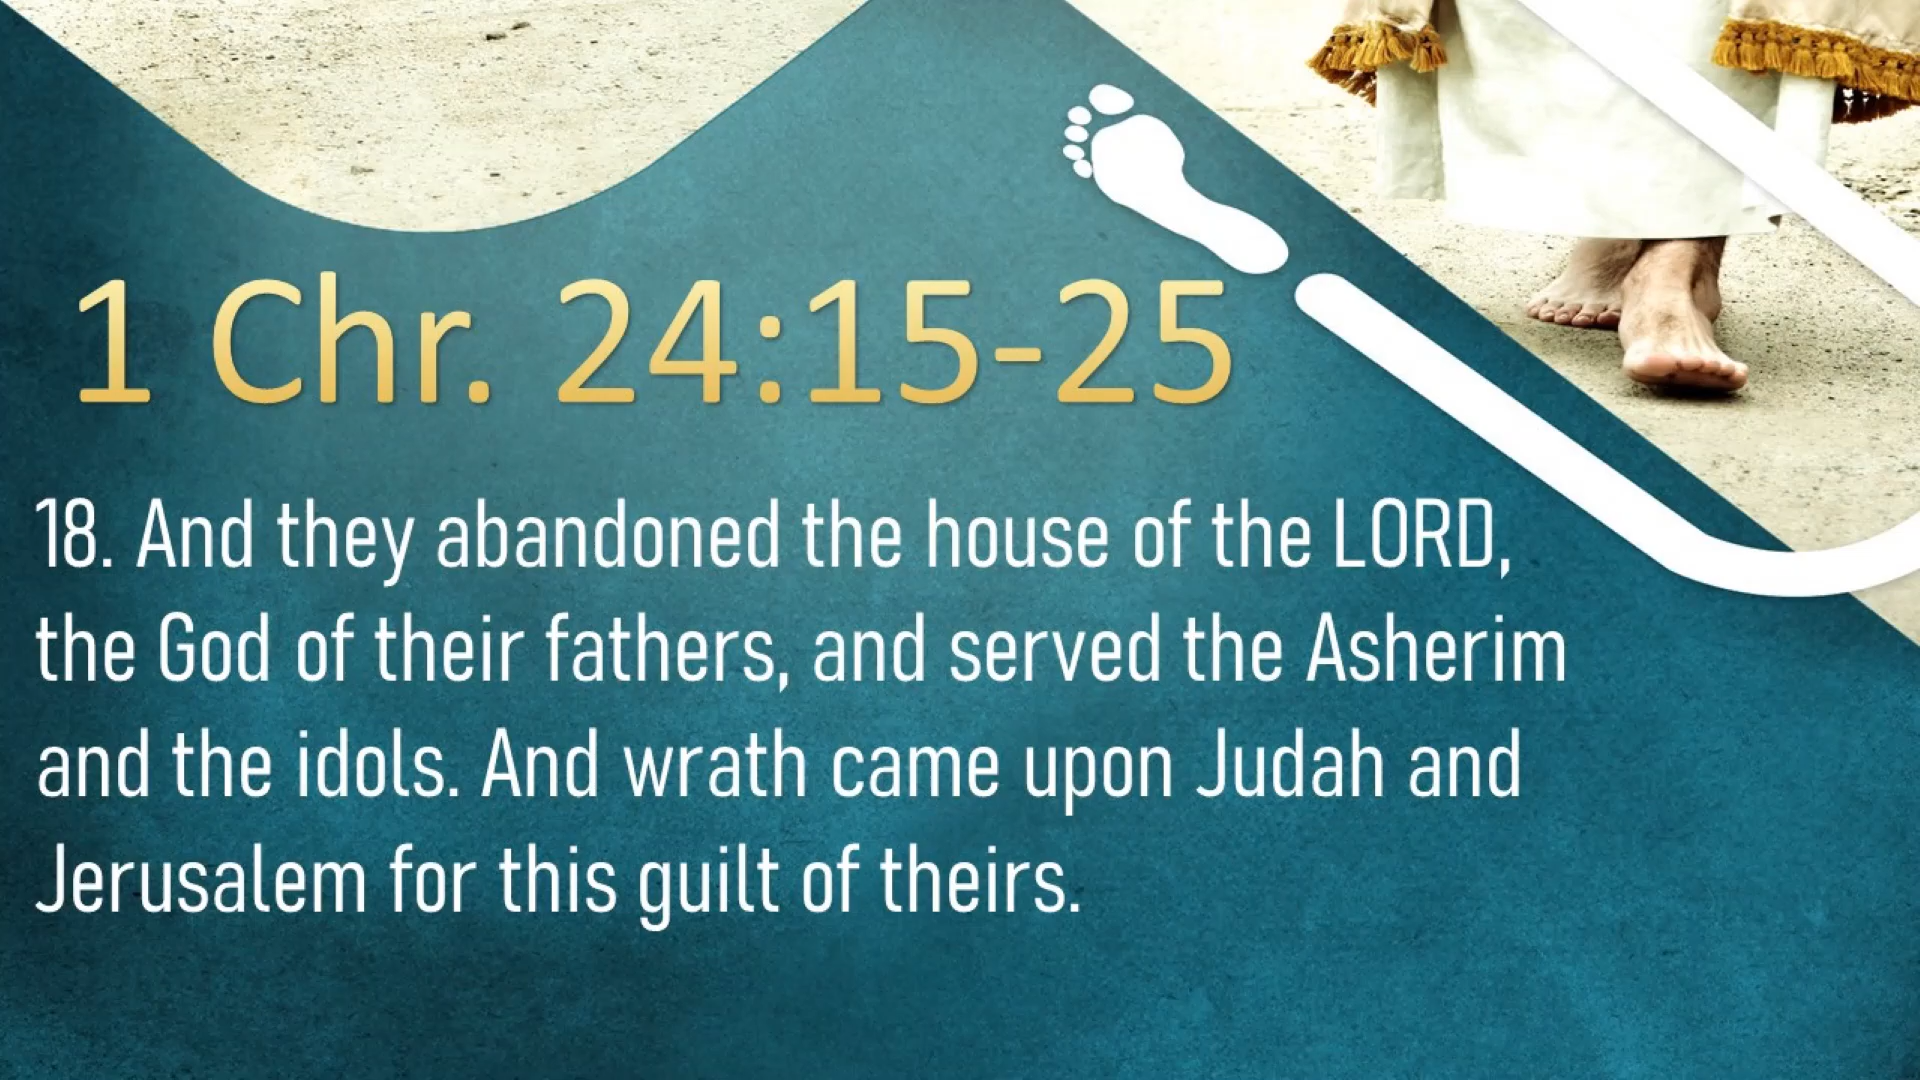 1 Chr. 24:15-25
18. And they abandoned the house of the LORD,
the God of their fathers, and served the Asherim
and the idols. And wrath came upon Judah and
Jerusalem for this guilt of theirs.